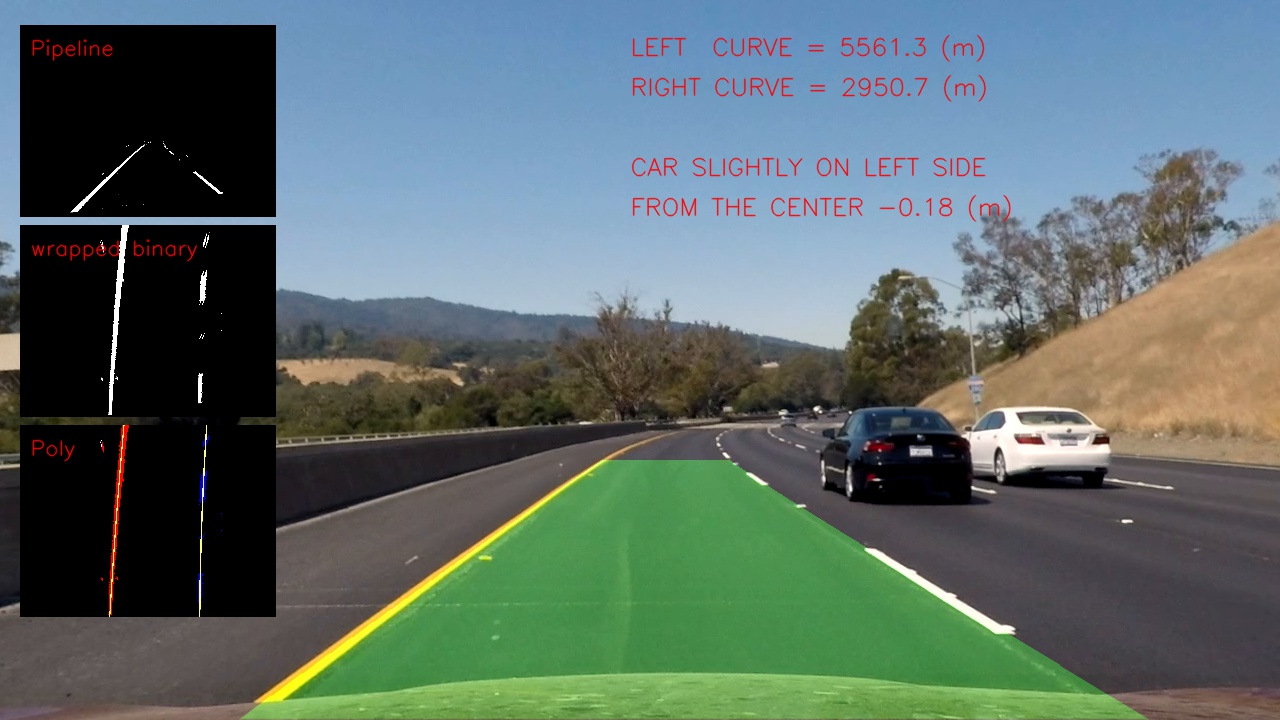 Pipeline
LEFT CURVE = 5561.3 (m)
RIGHT CURVE = 2950.7 (m)
CAR SLIGHTLY ON LEFT SIDE
FROM THE CENTER -0.18 (m)
wrapped binary
Poly